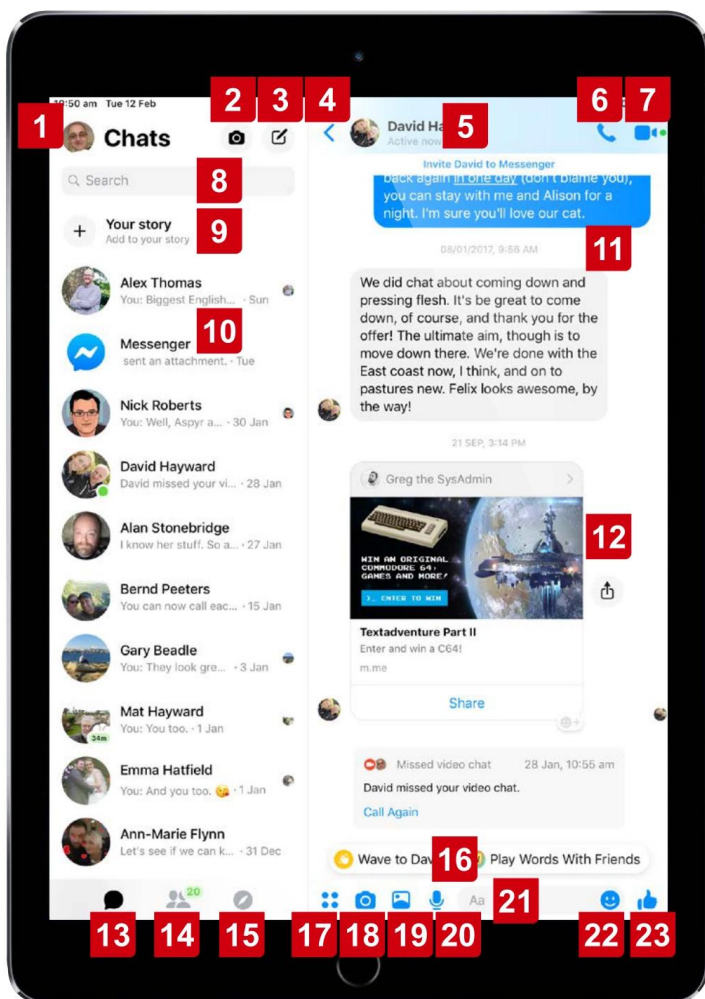 10:50 am Tue 12 Feb
1
2
3
4
5
6
7
Chats
David Ha
Active now
Invite David to Messenger
Search
8
back again in one day (don't blame you),
you can stay with me and Alison for a
night. I'm sure you'll love our cat.
Your story
Add to your story
9
08/01/2017, 9:56 AM
11
Alex Thomas
You: Biggest English... · Sun
10
Messenger
sent an attachment. · Tue
Nick Roberts
You: Well, Aspyr a... · 30 Jan
David Hayward
David missed your vi... · 28 Jan
Alan Stonebridge
I know her stuff. So a... · 27 Jan
Bernd Peeters
You can now call eac... · 15 Jan
Gary Beadle
You: They look gre... · 3 Jan
Mat Hayward
You: You too. · 1 Jan
34m
Emma Hatfield
You: And you too. 😘 · 1 Jan
Ann-Marie Flynn
Let's see if we can k... · 31 Dec
We did chat about coming down and
pressing flesh. It's be great to come
down, of course, and thank you for the
offer! The ultimate aim, though is to
move down there. We're done with the
East coast now, I think, and on to
pastures new. Felix looks awesome, by
the way!
21 SEP, 3:14 PM
Greg the SysAdmin
WIN AN ORIGINAL
COMMODORE 64,
GAMES AND MORE!
>_ ENTER TO WIN
12
Textadventure Part II
Enter and win a C64!
m.me
Share
Missed video chat 28 Jan, 10:55 am
David missed your video chat.
Call Again
Wave to Dav
16
Play Words With Friends
20
Aa
21
13
14
15
17
18
19
20
22
23